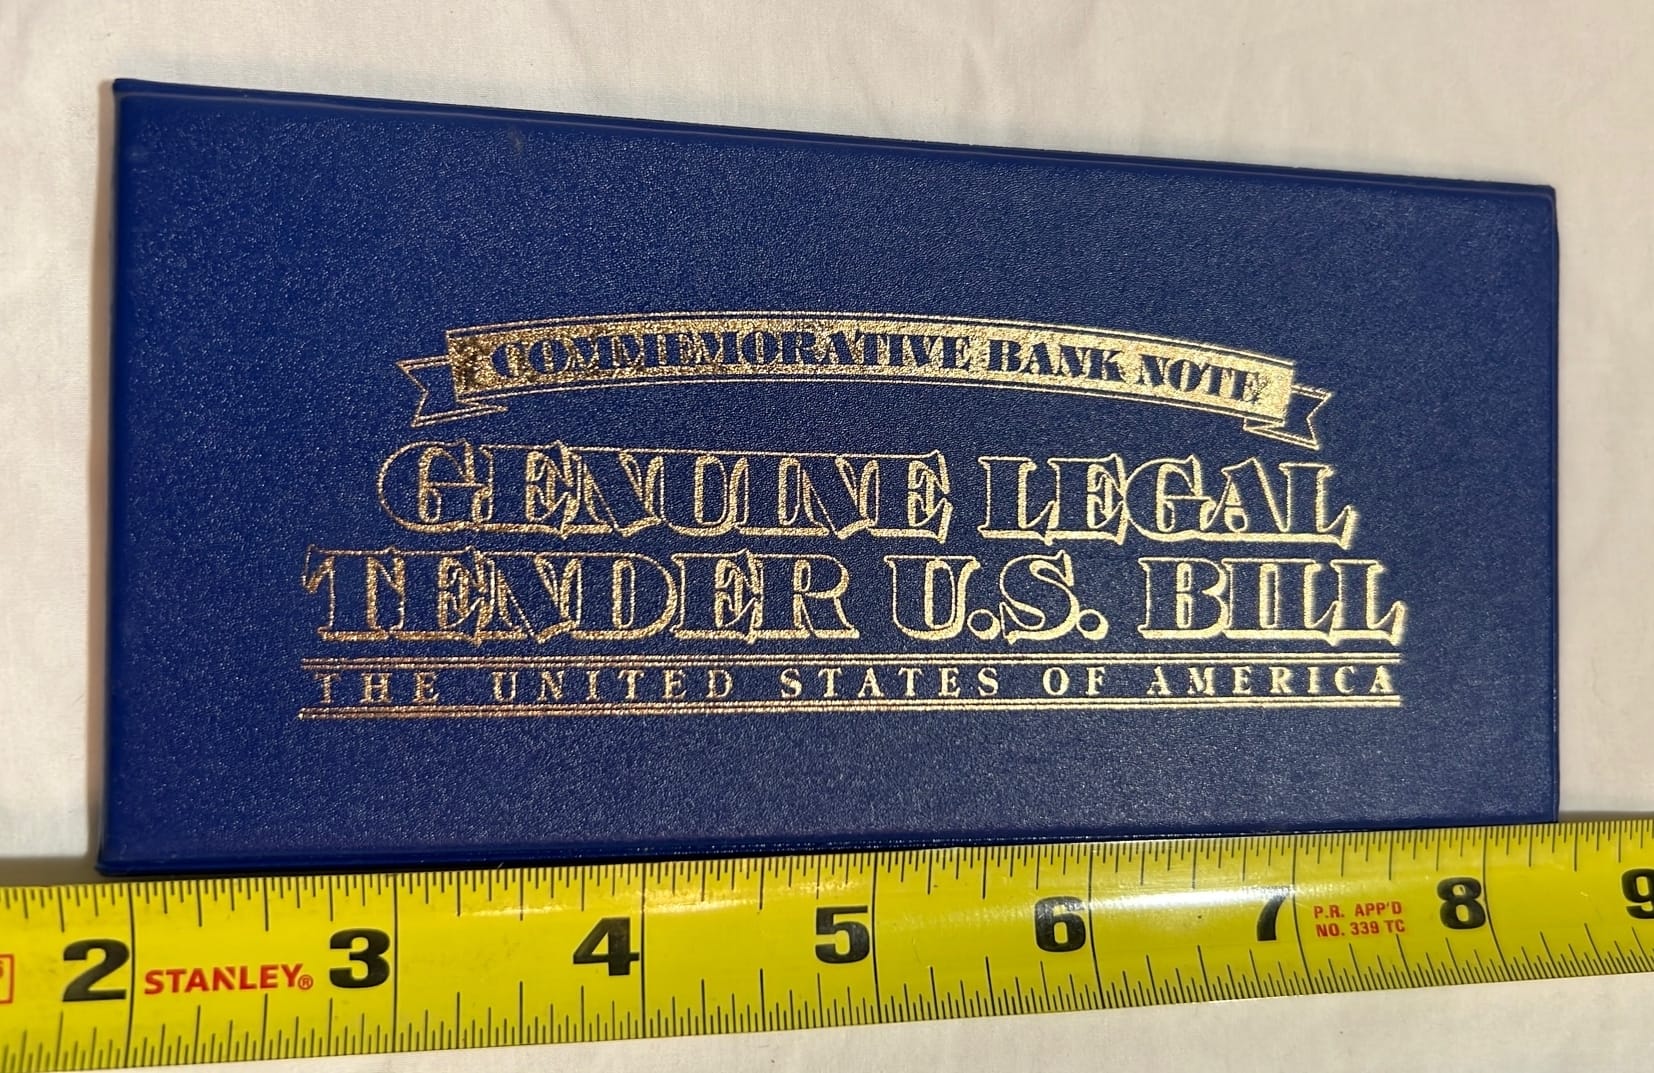 COMMEMORATIVE BANK NOTE
GENUINE LEGAL
TENDER U.S. BILL
THE UNITED STATES OF AMERICA
2 STANLEY® 3 4 5 6 7 P.R. APP'D 8 9
NO. 339 TC